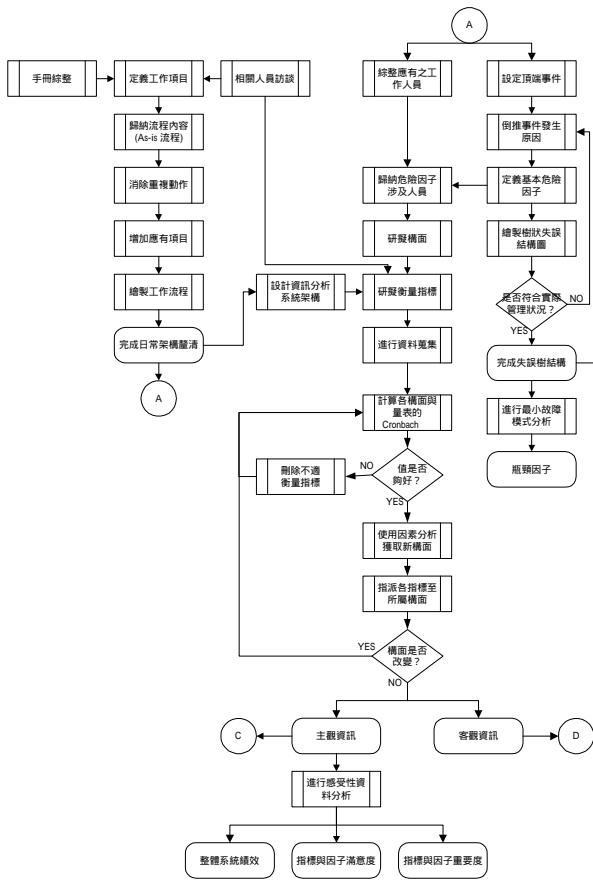 A
手冊綜整
定義工作項目
相關人員訪談
綜整應有之工
作人員
設定頂端事件
歸納流程內容
(As-is 流程)
倒推事件發生
原因
消除重複動作
歸納危險因子
涉及人員
定義基本危險
因子
增加應有項目
研擬構面
繪製樹狀失誤
結構圖
繪製工作流程
設計資訊分析
系統架構
研擬衡量指標
是否符合實際
管理狀況？
NO
YES
完成日常架構釐清
進行資料蒐集
完成失誤樹結構
A
計算各構面與
量表的
Cronbach
進行最小故障
模式分析
刪除不適
衡量指標
NO
值是否
夠好？
YES
瓶頸因子
使用因素分析
獲取新構面
指派各指標至
所屬構面
YES
構面是否
改變？
NO
C
主觀資訊
客觀資訊
D
進行感受性資
料分析
整體系統績效
指標與因子滿意度
指標與因子重要度